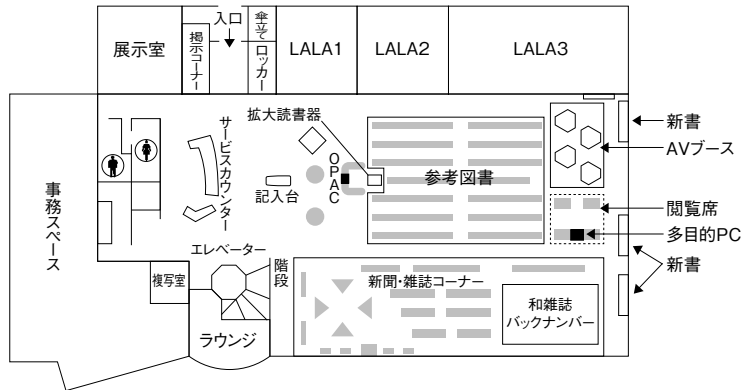 入口
傘立て
ロッカー
掲示コーナー
展示室
LALA1
LALA2
LALA3
拡大読書器
サービスカウンター
OPAC
記入台
参考図書
新書
AVブース
閲覧席
多目的PC
新書
事務スペース
エレベーター
階段
複写室
ラウンジ
新聞・雑誌コーナー
和雑誌
バックナンバー